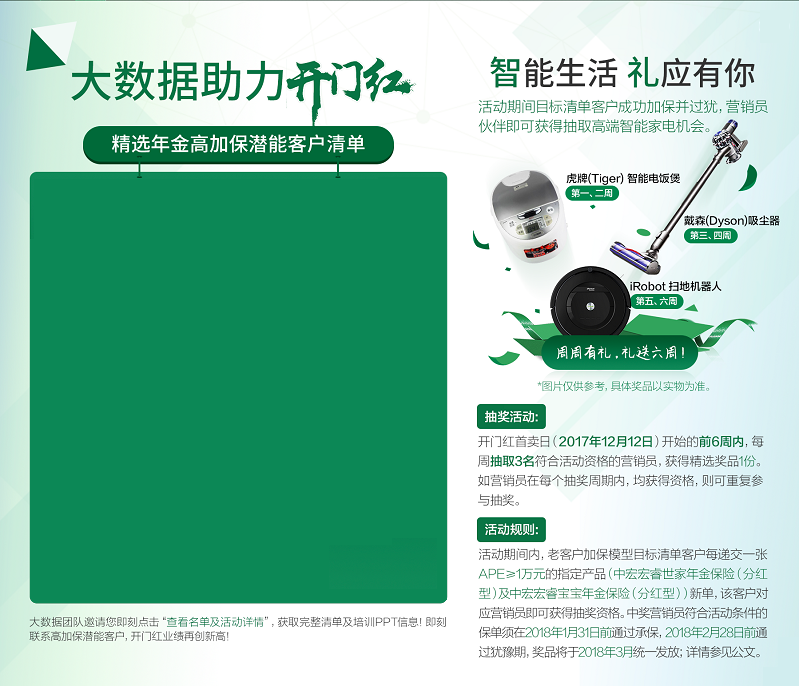 大数据助力开门红
精选年金高加保潜能客户清单
大数据团队邀请您即刻点击“查看名单及活动详情”，获取完整清单及培训PPT信息！即刻
联系高加保潜能客户，开门红业绩再创新高！
智能生活 礼应有你
活动期间目标清单客户成功加保并过犹，营销员
伙伴即可获得抽取高端智能家电机会。
虎牌(Tiger) 智能电饭煲
第一、二周
戴森(Dyson)吸尘器
第三、四周
iRobot 扫地机器人
第五、六周
周周有礼，礼送六周！
*图片仅供参考，具体奖品以实物为准。
抽奖活动:
开门红首卖日（2017年12月12日）开始的前6周内，每
周抽取3名符合活动资格的营销员，获得精选奖品1份。
如营销员在每个抽奖周期内，均获得资格，则可重复参
与抽奖。
活动规则:
活动期间内，老客户加保模型目标清单客户每递交一张
APE≥1万元的指定产品（中宏宏睿世家年金保险（分红
型）及中宏宏睿宝宝年金保险（分红型））新单，该客户对
应营销员即可获得抽奖资格。中奖营销员符合活动条件的
保单须在2018年1月31日前通过承保，2018年2月28日前通
过犹豫期，奖品将于2018年3月统一发放；详情参见公文。